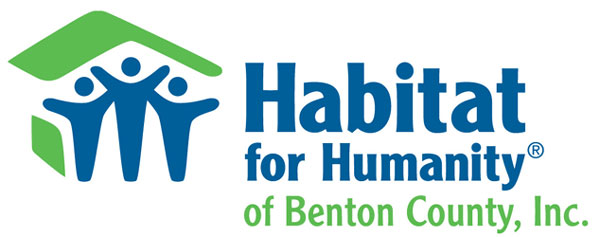 Habitat
for Humanity®
of Benton County, Inc.